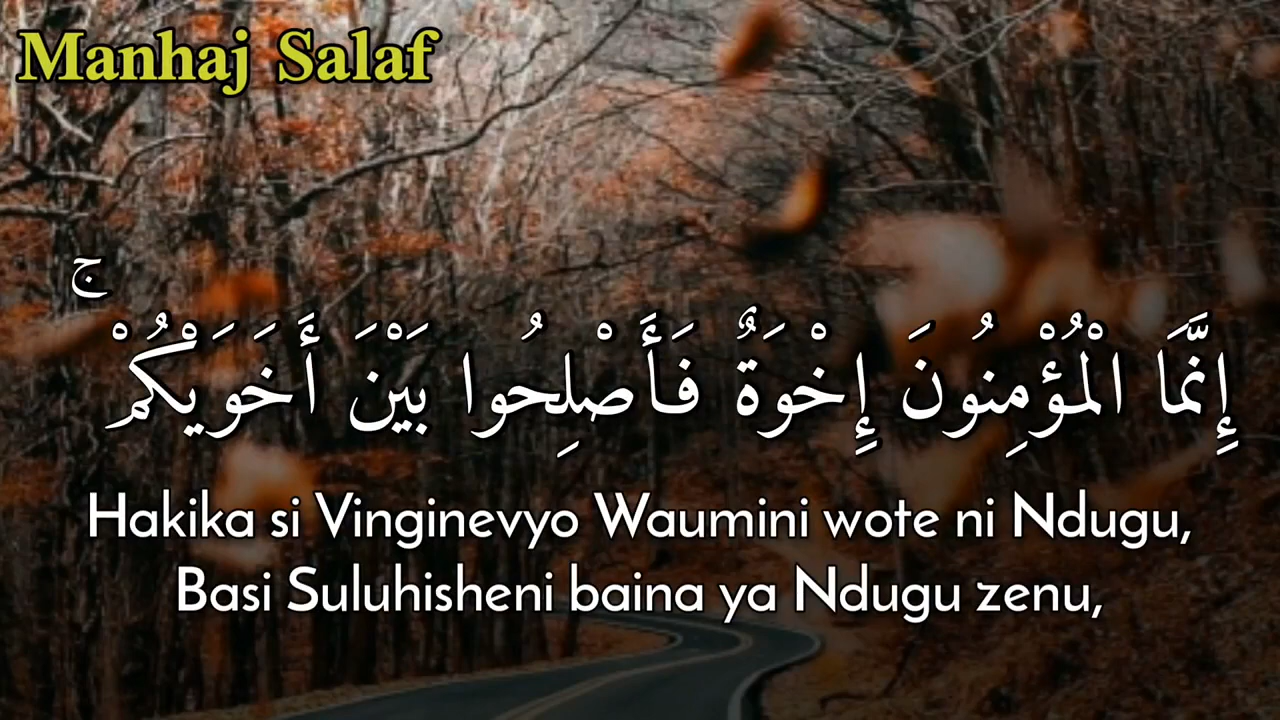 Manhaj Salaf
إِنَّمَا الْمُؤْمِنُونَ إِخْوَةٌ فَأَصْلِحُوا بَيْنَ أَخَوَيْكُمْ ۚ
Hakika si Vinginevyo Waumini wote ni Ndugu,
Basi Suluhisheni baina ya Ndugu zenu,